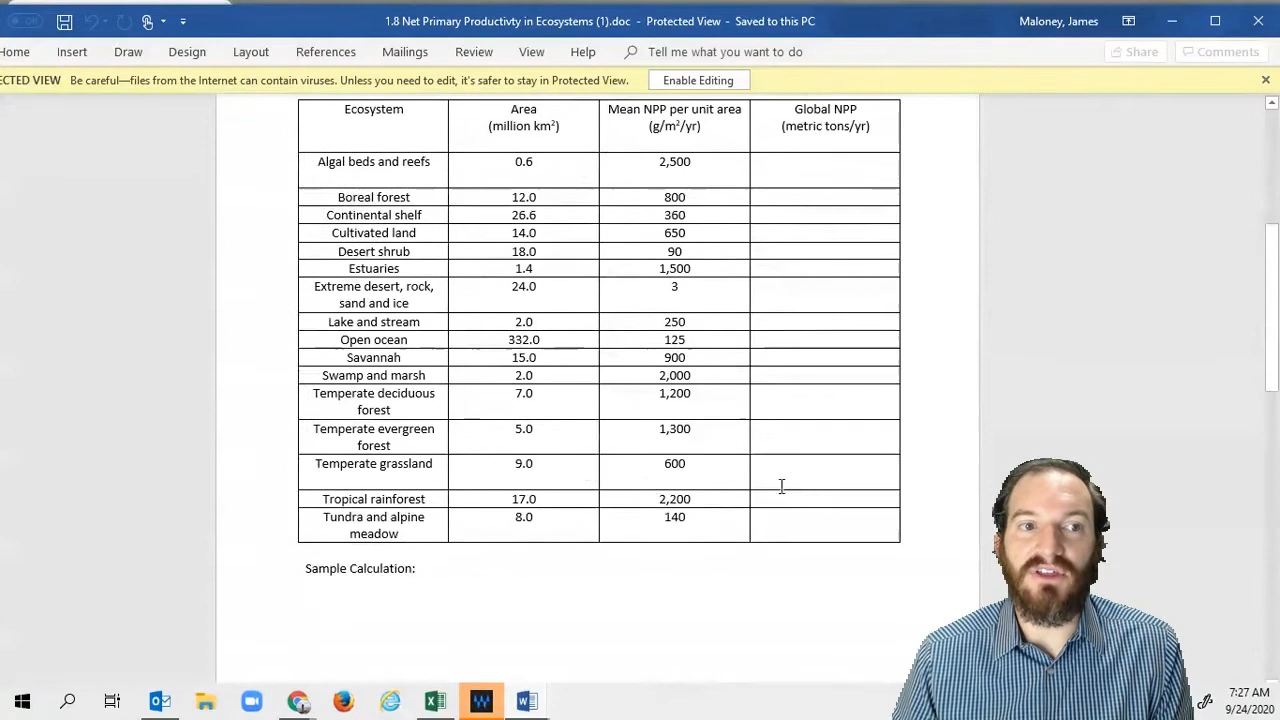 1.8 Net Primary Productivty in Ecosystems (1).doc - Protected View - Saved to this PC
Maloney, James
Home Insert Draw Design Layout References Mailings Review View Help Tell me what you want to do Share Comments
ECTED VIEW Be careful—files from the Internet can contain viruses. Unless you need to edit, it's safer to stay in Protected View. Enable Editing
Ecosystem Area Mean NPP per unit area Global NPP
(million km²) (g/m²/yr) (metric tons/yr)
Algal beds and reefs 0.6 2,500
Boreal forest 12.0 800
Continental shelf 26.6 360
Cultivated land 14.0 650
Desert shrub 18.0 90
Estuaries 1.4 1,500
Extreme desert, rock, 24.0 3
sand and ice
Lake and stream 2.0 250
Open ocean 332.0 125
Savannah 15.0 900
Swamp and marsh 2.0 2,000
Temperate deciduous 7.0 1,200
forest
Temperate evergreen 5.0 1,300
forest
Temperate grassland 9.0 600
Tropical rainforest 17.0 2,200
Tundra and alpine 8.0 140
meadow
Sample Calculation:
7:27 AM
9/24/2020